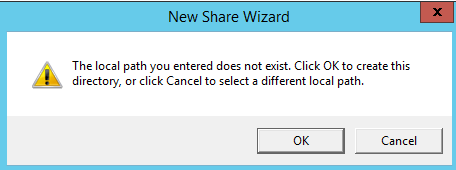 New Share Wizard
x
The local path you entered does not exist. Click OK to create this
directory, or click Cancel to select a different local path.
OK
Cancel